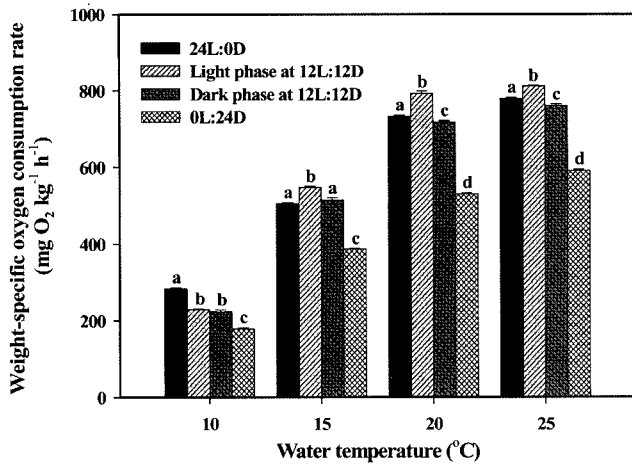 Weight-specific oxygen consumption rate
(mg O₂ kg⁻¹ h⁻¹)
1000
800
600
400
200
0
24L:0D
Light phase at 12L:12D
Dark phase at 12L:12D
0L:24D
a b b c
a b a c
a b c d
a b c d
10 15 20 25
Water temperature (°C)